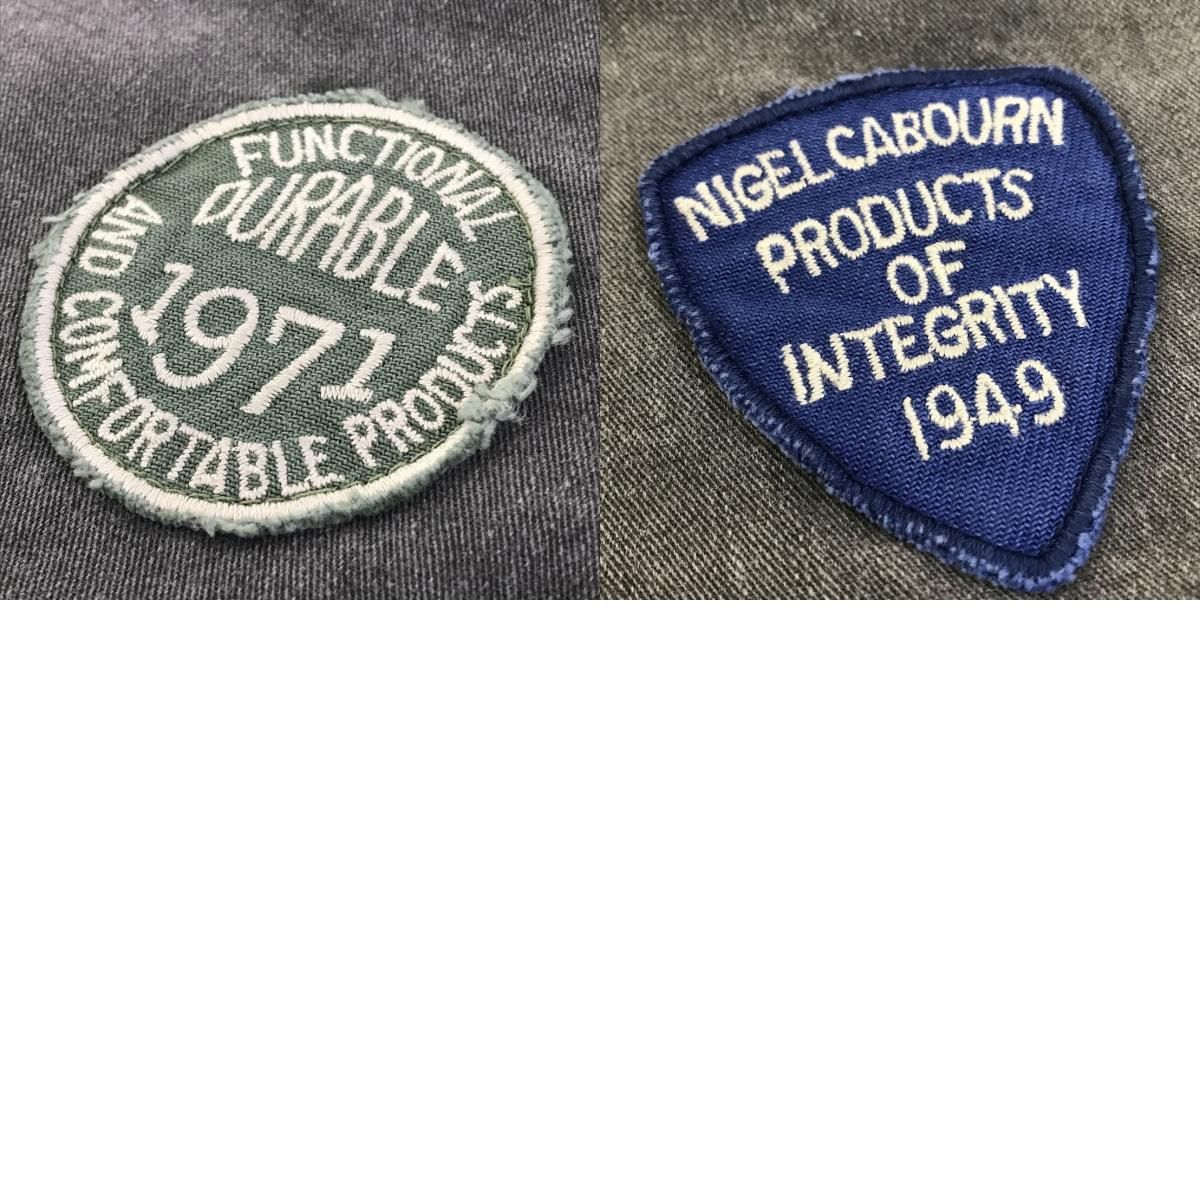 FUNCTIONAL
DURABLE
1971
AND COMFORTABLE PRODUCTS
NIGEL CABOURN
PRODUCTS
OF
INTEGRITY
1949